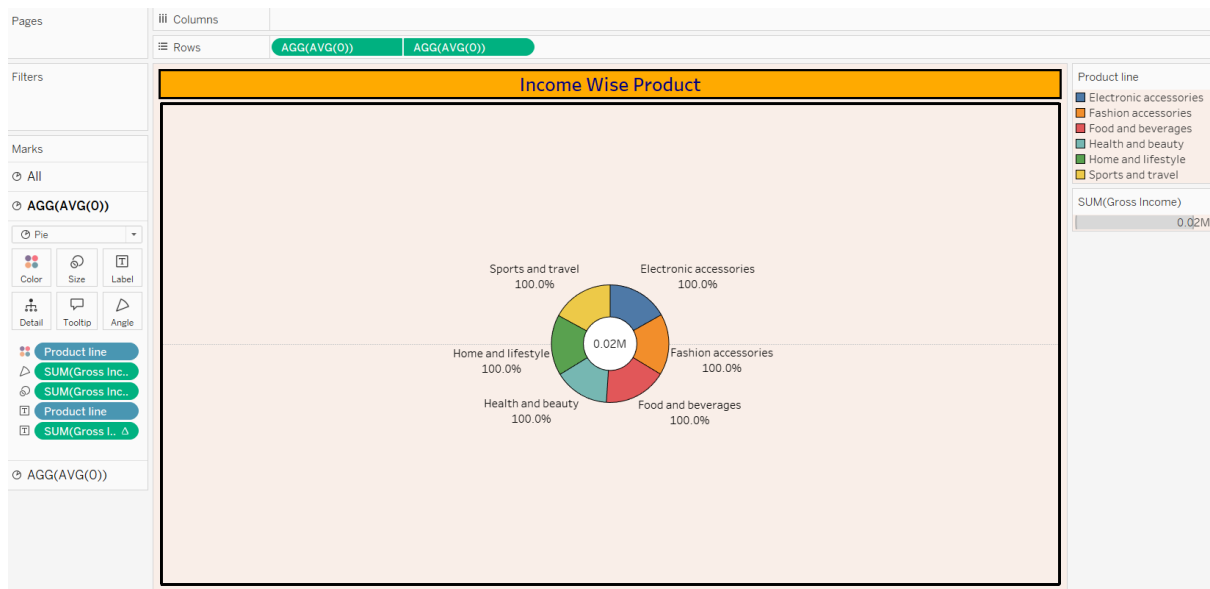 Pages
Columns
Rows
AGG(AVG(0))
AGG(AVG(0))
Filters
Marks
All
AGG(AVG(0))
Pie
Color
Size
Label
Detail
Tooltip
Angle
Product line
SUM(Gross Inc..
SUM(Gross Inc..
Product line
SUM(Gross I..
AGG(AVG(0))
Income Wise Product
Sports and travel
100.0%
Electronic accessories
100.0%
0.02M
Home and lifestyle
100.0%
Fashion accessories
100.0%
Health and beauty
100.0%
Food and beverages
100.0%
Product line
Electronic accessories
Fashion accessories
Food and beverages
Health and beauty
Home and lifestyle
Sports and travel
SUM(Gross Income)
0.02M